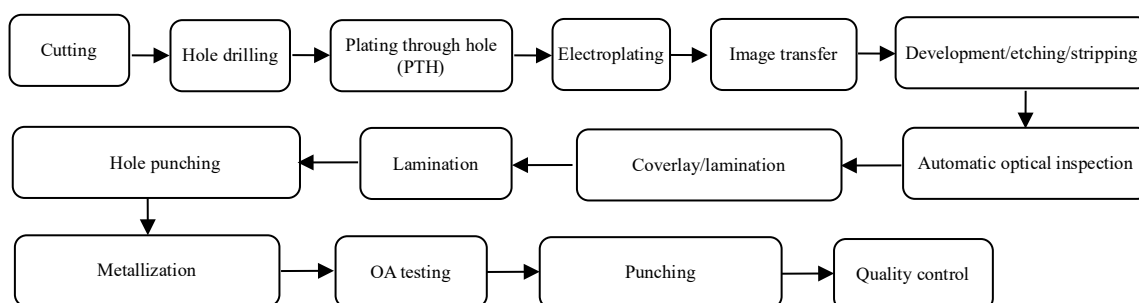 Cutting
Hole drilling
Plating through hole
(PTH)
Electroplating
Image transfer
Development/etching/stripping
Automatic optical inspection
Coverlay/lamination
Lamination
Hole punching
Metallization
OA testing
Punching
Quality control